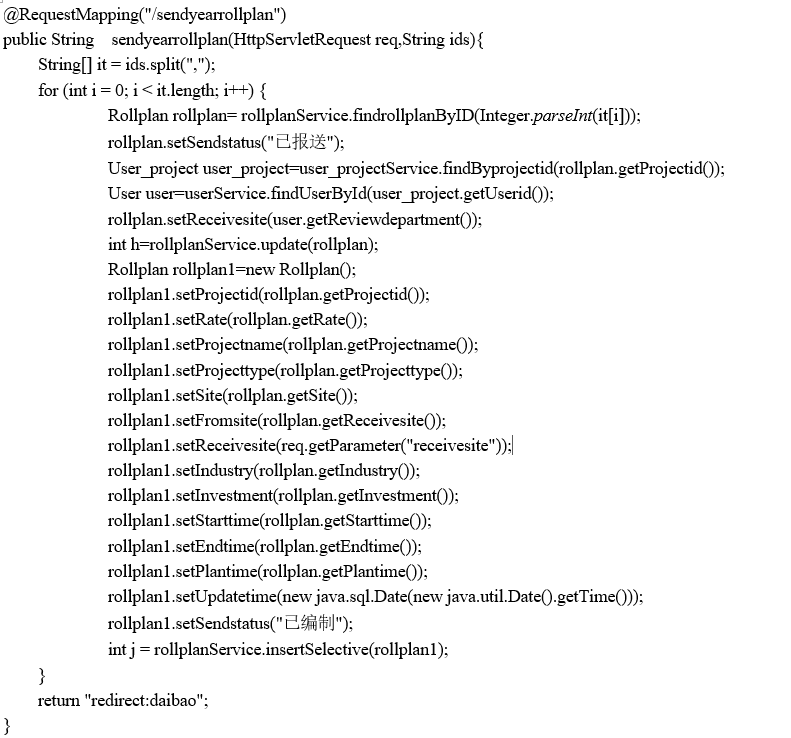 @RequestMapping("/sendyearrollplan")
public String    sendyearrollplan(HttpServletRequest req,String ids){
String[] it = ids.split(",");
for (int i = 0; i < it.length; i++) {
Rollplan rollplan= rollplanService.findrollplanByID(Integer.parseInt(it[i]));
rollplan.setSendstatus("已报送");
User_project user_project=user_projectService.findByprojectid(rollplan.getProjectid());
User user=userService.findUserById(user_project.getUserid());
rollplan.setReceivesite(user.getReviewdepartment());
int h=rollplanService.update(rollplan);
Rollplan rollplan1=new Rollplan();
rollplan1.setProjectid(rollplan.getProjectid());
rollplan1.setRate(rollplan.getRate());
rollplan1.setProjectname(rollplan.getProjectname());
rollplan1.setProjecttype(rollplan.getProjecttype());
rollplan1.setSite(rollplan.getSite());
rollplan1.setFromsite(rollplan.getReceivesite());
rollplan1.setReceivesite(req.getParameter("receivesite"));
rollplan1.setIndustry(rollplan.getIndustry());
rollplan1.setInvestment(rollplan.getInvestment());
rollplan1.setStarttime(rollplan.getStarttime());
rollplan1.setEndtime(rollplan.getEndtime());
rollplan1.setPlantime(rollplan.getPlantime());
rollplan1.setUpdatetime(new java.sql.Date(new java.util.Date().getTime()));
rollplan1.setSendstatus("已编制");
int j = rollplanService.insertSelective(rollplan1);
}
return "redirect:daibao";
}